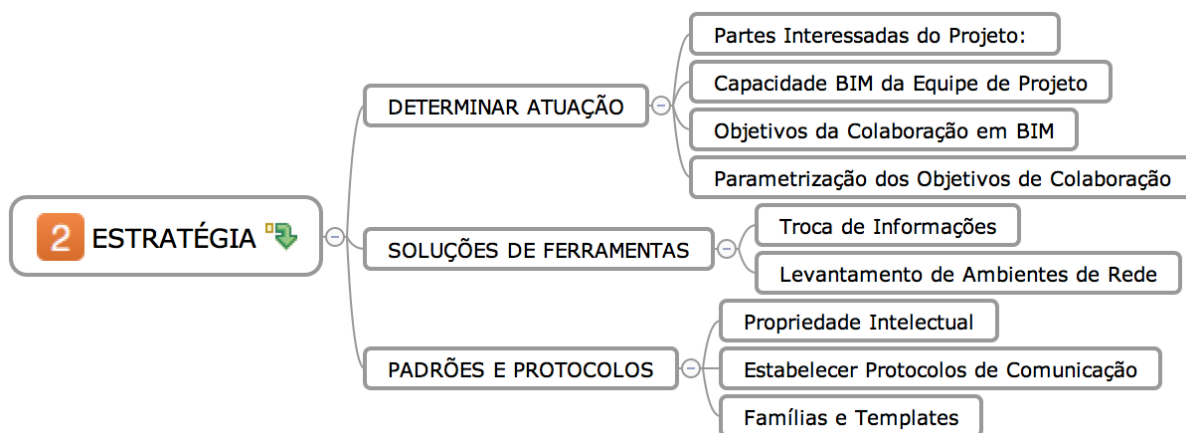 2 ESTRATÉGIA
DETERMINAR ATUAÇÃO
Partes Interessadas do Projeto:
Capacidade BIM da Equipe de Projeto
Objetivos da Colaboração em BIM
Parametrização dos Objetivos de Colaboração
SOLUÇÕES DE FERRAMENTAS
Troca de Informações
Levantamento de Ambientes de Rede
PADRÕES E PROTOCOLOS
Propriedade Intelectual
Estabelecer Protocolos de Comunicação
Famílias e Templates